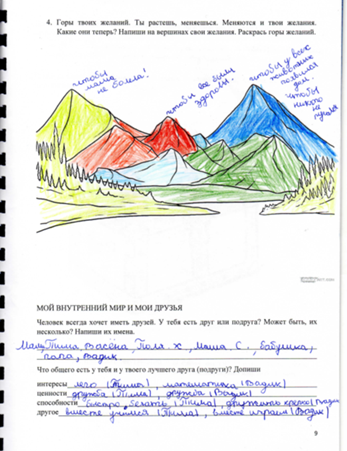 4. Горы твоих желаний. Ты растешь, меняешься. Меняются и твои желания.
Какие они теперь? Напиши на вершинах свои желания. Раскрась горы желаний.
чтобы
мама
не болела!
чтобы все были
здоровы.
чтобы у всех
животных
появился
дом.
чтобы
никто
не
МОЙ ВНУТРЕННИЙ МИР И МОИ ДРУЗЬЯ
Человек всегда хочет иметь друзей. У тебя есть друг или подруга? Может быть, их
несколько? Напиши их имена.
Тима, Васёна, Поля. Х, Маша С, бабушка,
папа, Вадик.
Что общего есть у тебя и у твоего лучшего друга (подруги)? Допиши
интересы лего (Тима), математика (Вадик)
ценности дружба (Тима), дружба (Вадик)
способности быстро бегать (Тима), крепко (Вадик)
другое вместе учимся (Тима), вместе играем (Вадик)
9